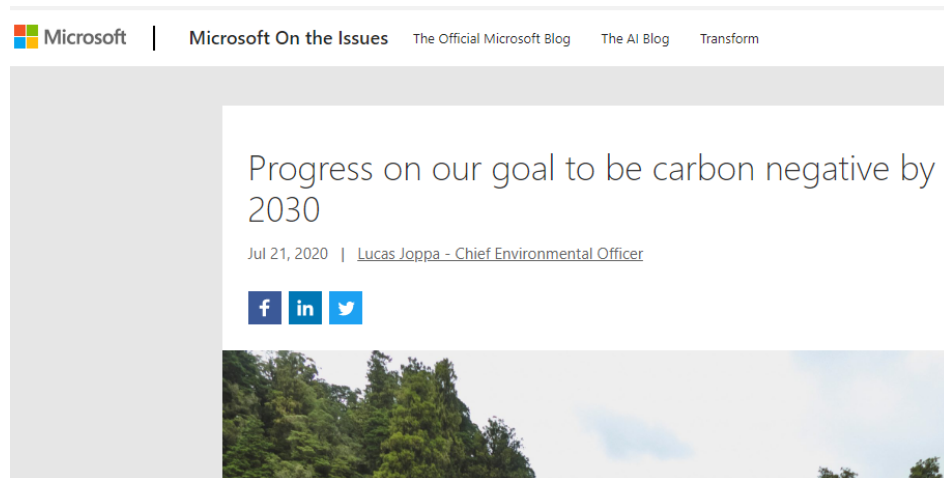 Microsoft | Microsoft On the Issues The Official Microsoft Blog The AI Blog Transform
Progress on our goal to be carbon negative by
2030
Jul 21, 2020 | Lucas Joppa - Chief Environmental Officer
f in